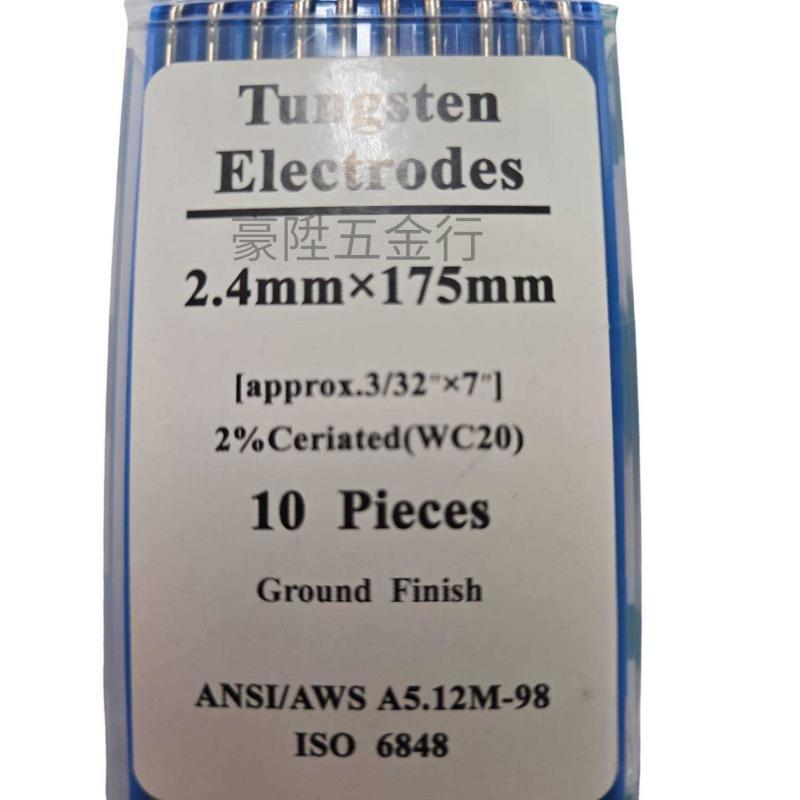 Tungsten
Electrodes
豪陞五金行
2.4mm×175mm
[approx.3/32"×7"]
2%Ceriated(WC20)
10 Pieces
Ground Finish
ANSI/AWS A5.12M-98
ISO 6848